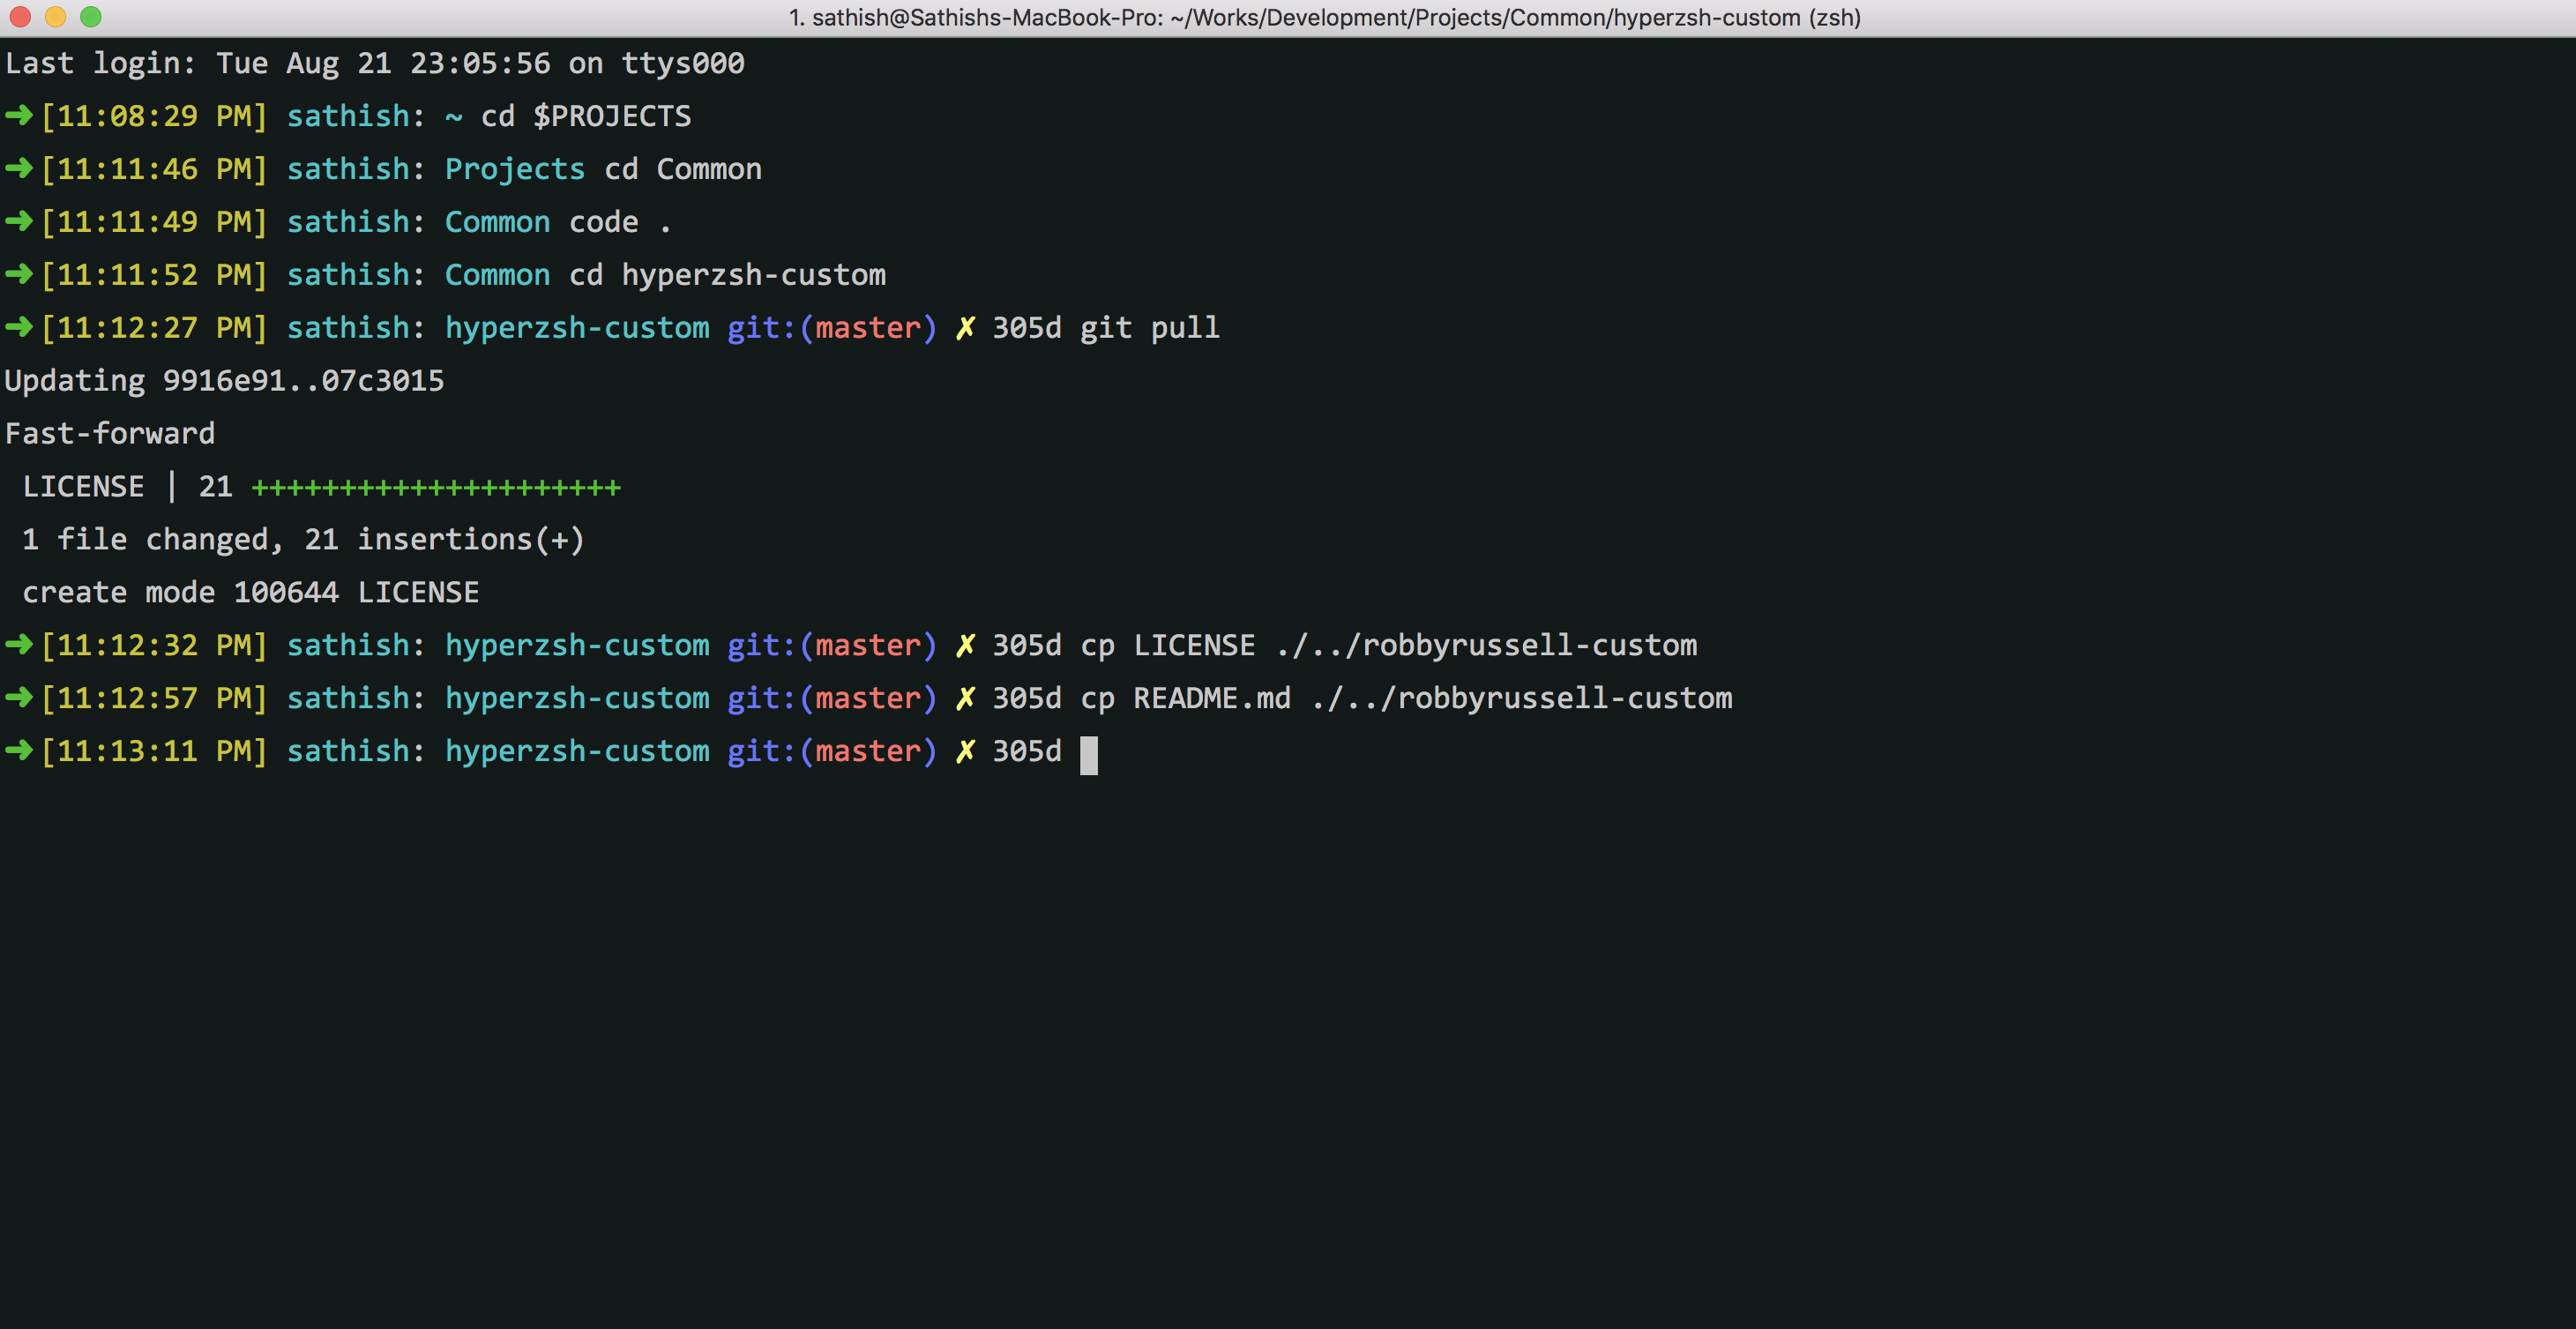 1. sathish@Sathishs-MacBook-Pro: ~/Works/Development/Projects/Common/hyperzsh-custom (zsh)
Last login: Tue Aug 21 23:05:56 on ttys000
➜ [11:08:29 PM] sathish: ~ cd $PROJECTS
➜ [11:11:46 PM] sathish: Projects cd Common
➜ [11:11:49 PM] sathish: Common code .
➜ [11:11:52 PM] sathish: Common cd hyperzsh-custom
➜ [11:12:27 PM] sathish: hyperzsh-custom git:(master) ✗ 305d git pull
Updating 9916e91..07c3015
Fast-forward
 LICENSE | 21 +++++++++++++++++++++
 1 file changed, 21 insertions(+)
 create mode 100644 LICENSE
➜ [11:12:32 PM] sathish: hyperzsh-custom git:(master) ✗ 305d cp LICENSE ./../robbyrussell-custom
➜ [11:12:57 PM] sathish: hyperzsh-custom git:(master) ✗ 305d cp README.md ./../robbyrussell-custom
➜ [11:13:11 PM] sathish: hyperzsh-custom git:(master) ✗ 305d